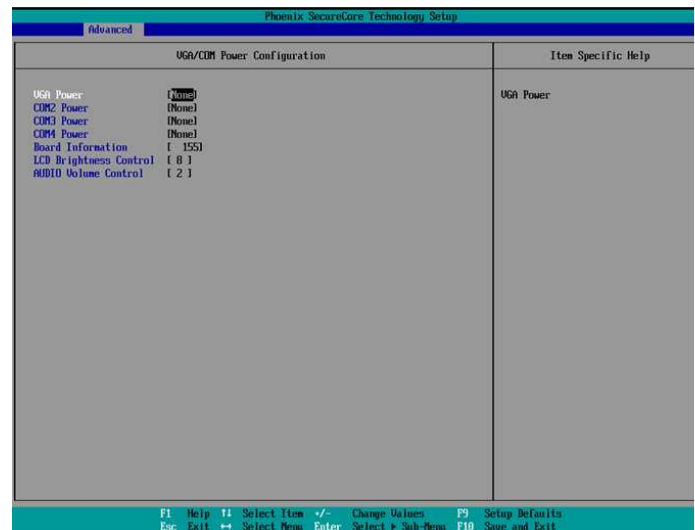 Phoenix SecureCore Technology Setup
Advanced
VGA/COM Power Configuration
Item Specific Help
VGA Power [None]
VGA Power
COM2 Power [None]
COM3 Power [None]
COM4 Power [None]
Board Information [ 155]
LCD Brightness Control [ 8 ]
AUDIO Volume Control [ 2 ]
F1 Help ↑↓ Select Item +/- Change Values F9 Setup Defaults
Esc Exit ↔ Select Menu Enter Select ▶ Sub-Menu F10 Save and Exit